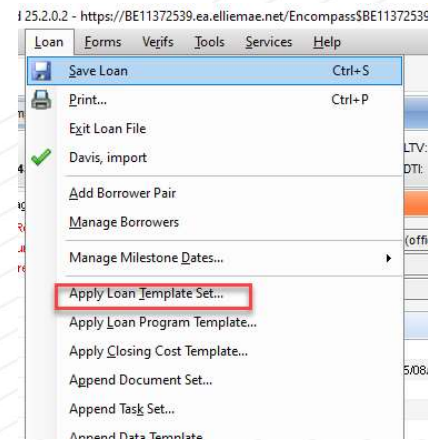 25.2.0.2 - https://BE11372539.ea.elliemae.net/Encompass$BE11372539
Loan Forms Verifs Tools Services Help
Save Loan Ctrl+S
Print... Ctrl+P
Exit Loan File
Davis, import
LTV:
DTI:
Add Borrower Pair
Manage Borrowers
(offi
Manage Milestone Dates...
Apply Loan Template Set...
Apply Loan Program Template...
Apply Closing Cost Template...
5/08/
Append Document Set...
Append Task Set...
Append Data Template